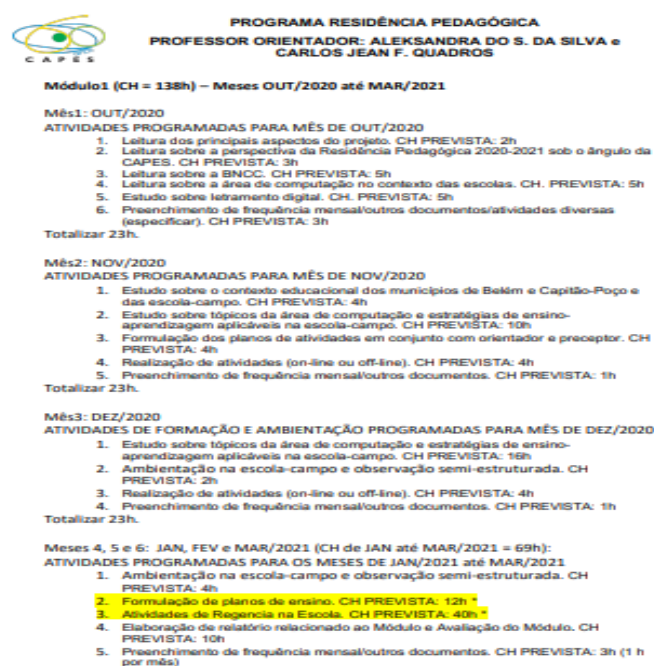 CAPES
PROGRAMA RESIDÊNCIA PEDAGÓGICA
PROFESSOR ORIENTADOR: ALEKSANDRA DO S. DA SILVA e
CARLOS JEAN F. QUADROS
Módulo1 (CH = 138h) – Meses OUT/2020 até MAR/2021
Mês1: OUT/2020
ATIVIDADES PROGRAMADAS PARA MÊS DE OUT/2020
1. Leitura dos principais aspectos do projeto. CH PREVISTA: 2h
2. Leitura sobre a perspectiva da Residência Pedagógica 2020-2021 sob o ângulo da
CAPES. CH PREVISTA: 3h
3. Leitura sobre a BNCC. CH PREVISTA: 5h
4. Leitura sobre a área de computação no contexto das escolas. CH. PREVISTA: 5h
5. Estudo sobre letramento digital. CH. PREVISTA: 5h
6. Preenchimento de frequência mensal/outros documentos/atividades diversas
(especificar). CH PREVISTA: 3h
Totalizar 23h.
Mês2: NOV/2020
ATIVIDADES PROGRAMADAS PARA MÊS DE NOV/2020
1. Estudo sobre o contexto educacional dos municípios de Belém e Capitão-Poço e
das escola-campo. CH PREVISTA: 4h
2. Estudo sobre tópicos da área de computação e estratégias de ensino-
aprendizagem aplicáveis na escola-campo. CH PREVISTA: 10h
3. Formulação dos planos de atividades em conjunto com orientador e preceptor. CH
PREVISTA: 4h
4. Realização de atividades (on-line ou off-line). CH PREVISTA: 4h
5. Preenchimento de frequência mensal/outros documentos. CH PREVISTA: 1h
Totalizar 23h.
Mês3: DEZ/2020
ATIVIDADES DE FORMAÇÃO E AMBIENTAÇÃO PROGRAMADAS PARA MÊS DE DEZ/2020
1. Estudo sobre tópicos da área de computação e estratégias de ensino-
aprendizagem aplicáveis na escola-campo. CH PREVISTA: 16h
2. Ambientação na escola-campo e observação semi-estruturada. CH
PREVISTA: 2h
3. Realização de atividades (on-line ou off-line). CH PREVISTA: 4h
4. Preenchimento de frequência mensal/outros documentos. CH PREVISTA: 1h
Totalizar 23h.
Meses 4, 5 e 6: JAN, FEV e MAR/2021 (CH de JAN até MAR/2021 = 69h):
ATIVIDADES PROGRAMADAS PARA OS MESES DE JAN/2021 até MAR/2021
1. Ambientação na escola-campo e observação semi-estruturada. CH
PREVISTA: 4h
2. Formulação de planos de ensino. CH PREVISTA: 12h *
3. Atividades de Regencia na Escola. CH PREVISTA: 40h *
4. Elaboração de relatório relacionado ao Módulo e Avaliação do Módulo. CH
PREVISTA: 10h
5. Preenchimento de frequência mensal/outros documentos. CH PREVISTA: 3h (1 h
por mês)